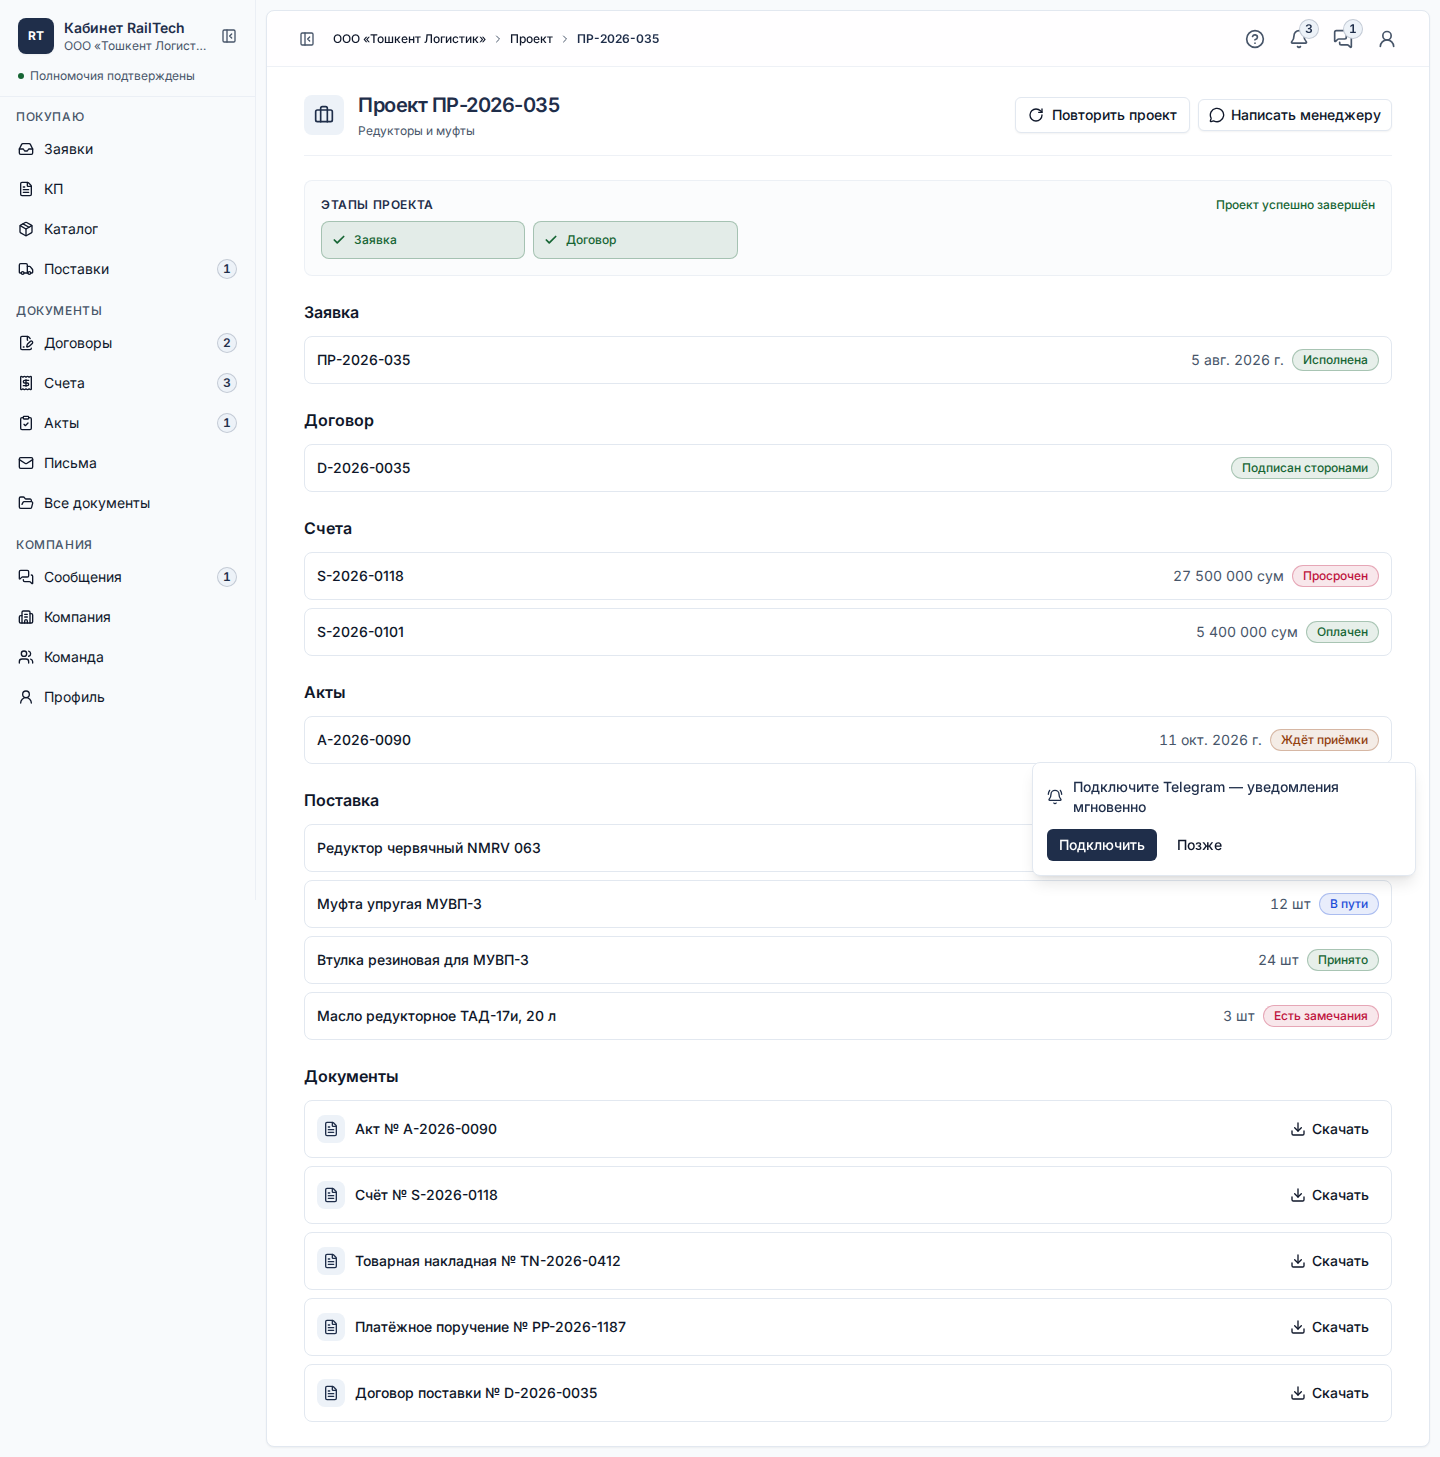 RT
Кабинет RailTech
ООО «Тошкент Логист...
Полномочия подтверждены
ПОКУПАЮ
Заявки
КП
Каталог
Поставки 1
ДОКУМЕНТЫ
Договоры 2
Счета 3
Акты 1
Письма
Все документы
КОМПАНИЯ
Сообщения 1
Компания
Команда
Профиль
ООО «Тошкент Логистик» > Проект > ПР-2026-035
3
1
Проект ПР-2026-035
Редукторы и муфты
Повторить проект
Написать менеджеру
ЭТАПЫ ПРОЕКТА
Проект успешно завершён
Заявка
Договор
Заявка
ПР-2026-035 5 авг. 2026 г. Исполнена
Договор
D-2026-0035 Подписан сторонами
Счета
S-2026-0118 27 500 000 сум Просрочен
S-2026-0101 5 400 000 сум Оплачен
Акты
A-2026-0090 11 окт. 2026 г. Ждёт приёмки
Поставка
Редуктор червячный NMRV 063
Подключите Telegram — уведомления
мгновенно
Подключить Позже
Муфта упругая МУВП-3 12 шт В пути
Втулка резиновая для МУВП-3 24 шт Принято
Масло редукторное ТАД-17и, 20 л 3 шт Есть замечания
Документы
Акт № A-2026-0090 Скачать
Счёт № S-2026-0118 Скачать
Товарная накладная № TN-2026-0412 Скачать
Платёжное поручение № PP-2026-1187 Скачать
Договор поставки № D-2026-0035 Скачать